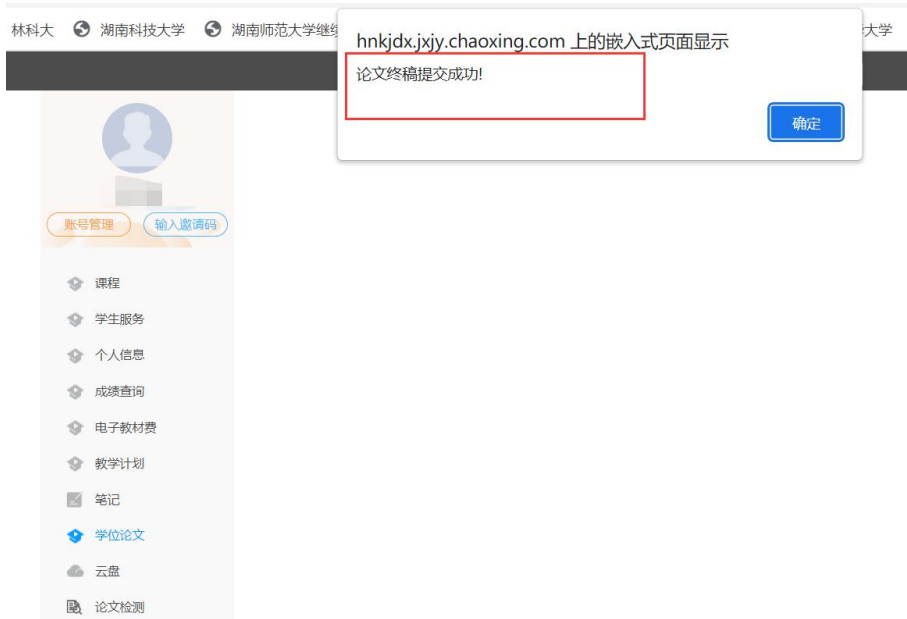 林科大 湖南科技大学 湖南师范大学继续 大学
hnkjdx.jxjy.chaoxing.com 上的嵌入式页面显示
论文终稿提交成功!
确定
账号管理 输入邀请码
课程
学生服务
个人信息
成绩查询
电子教材费
教学计划
笔记
学位论文
云盘
论文检测